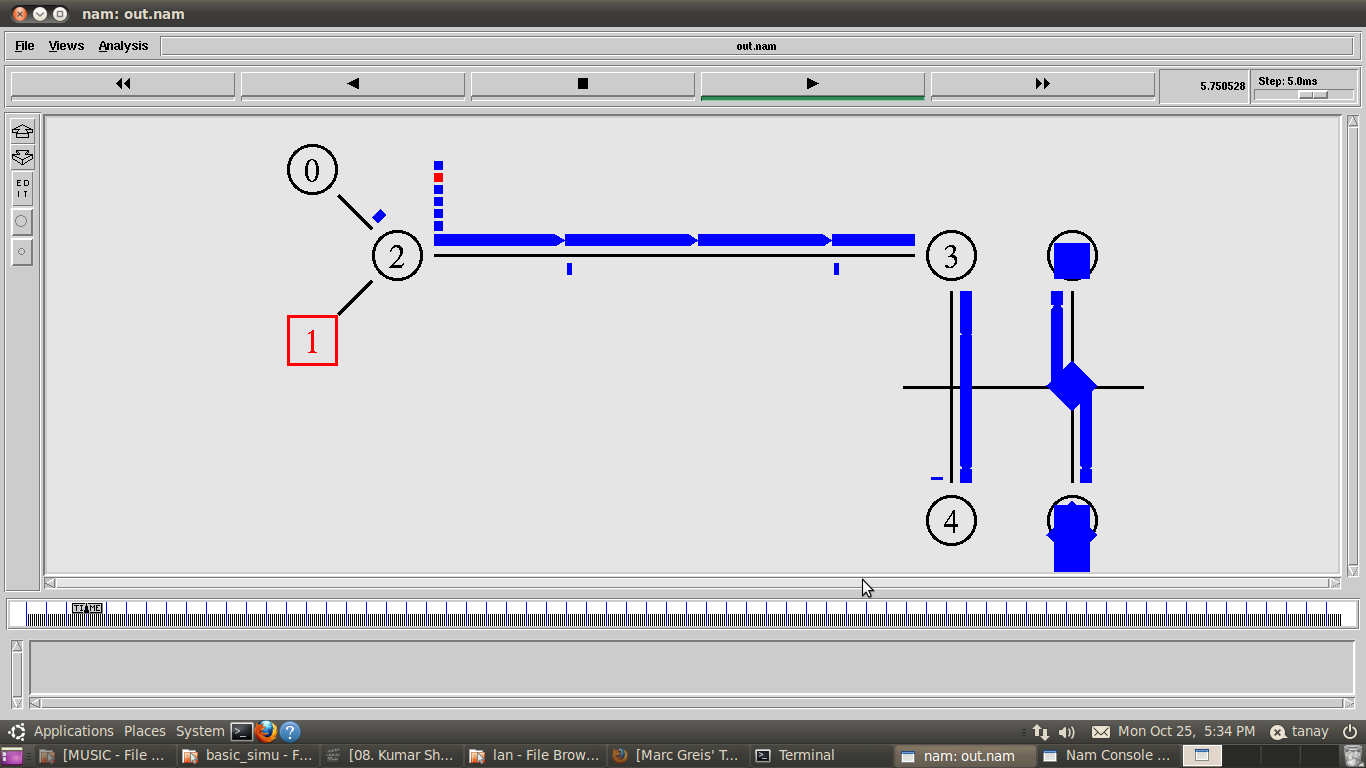 nam: out.nam
File Views Analysis
out.nam
5.750528
Step: 5.0ms
E D
I T
0
2
3
1
4
TIME
Applications Places System
Mon Oct 25, 5:34 PM
tanay
[MUSIC - File ...
basic_simu - F...
[08. Kumar Sh...
lan - File Brow...
[Marc Greis' T...
Terminal
nam: out.nam
Nam Console ...